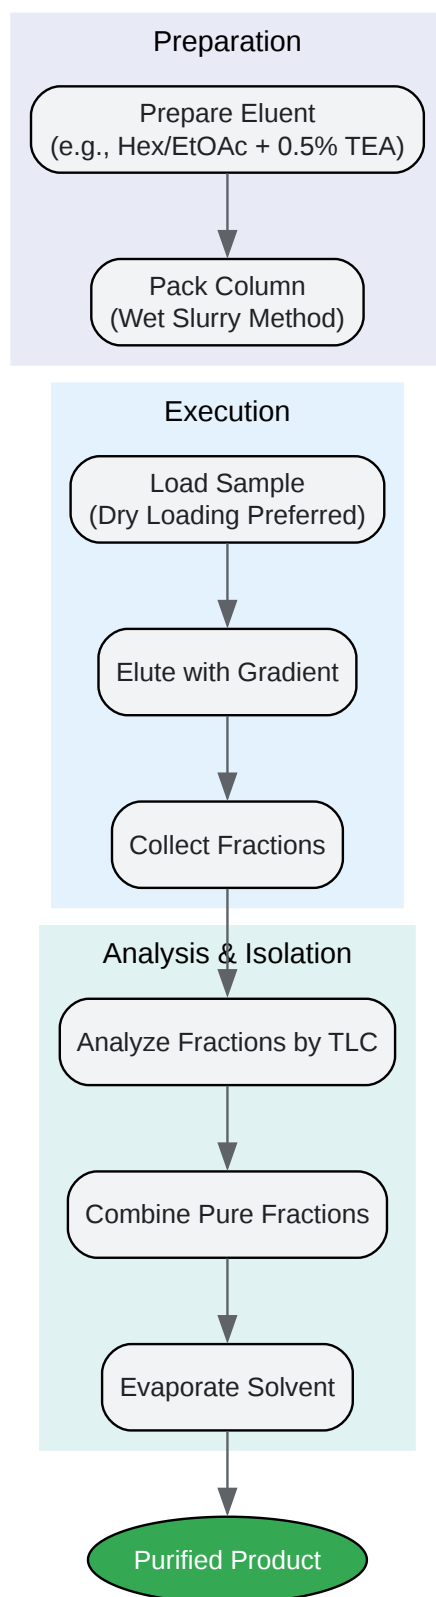 Preparation
Prepare Eluent
(e.g., Hex/EtOAc + 0.5% TEA)
Pack Column
(Wet Slurry Method)
Execution
Load Sample
(Dry Loading Preferred)
Elute with Gradient
Collect Fractions
Analysis & Isolation
Analyze Fractions by TLC
Combine Pure Fractions
Evaporate Solvent
Purified Product